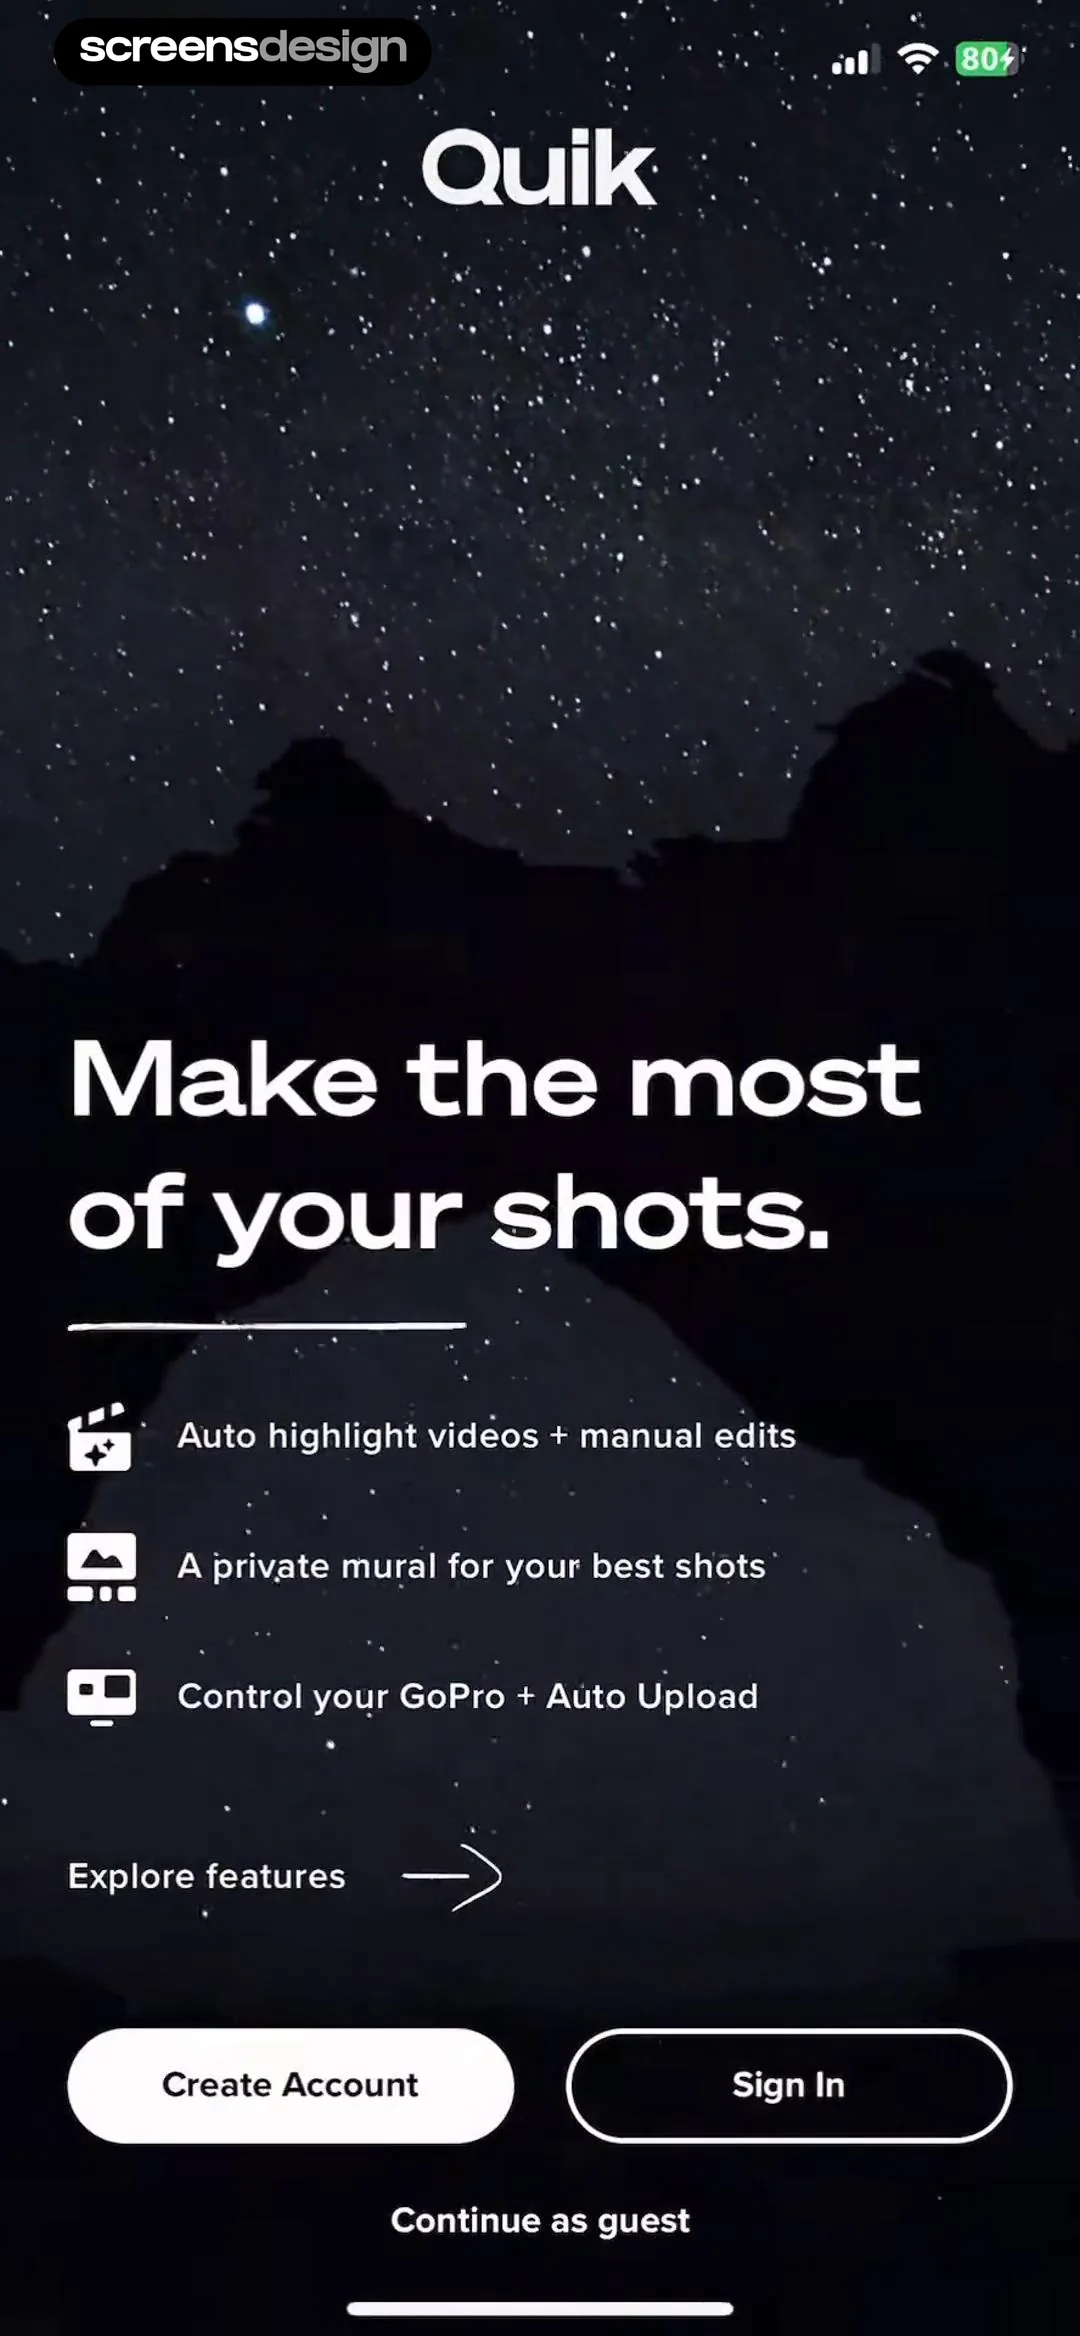 screensdesign
80
Quik
Make the most
of your shots.
Auto highlight videos + manual edits
A private mural for your best shots
Control your GoPro + Auto Upload
Explore features
Create Account
Sign In
Continue as guest